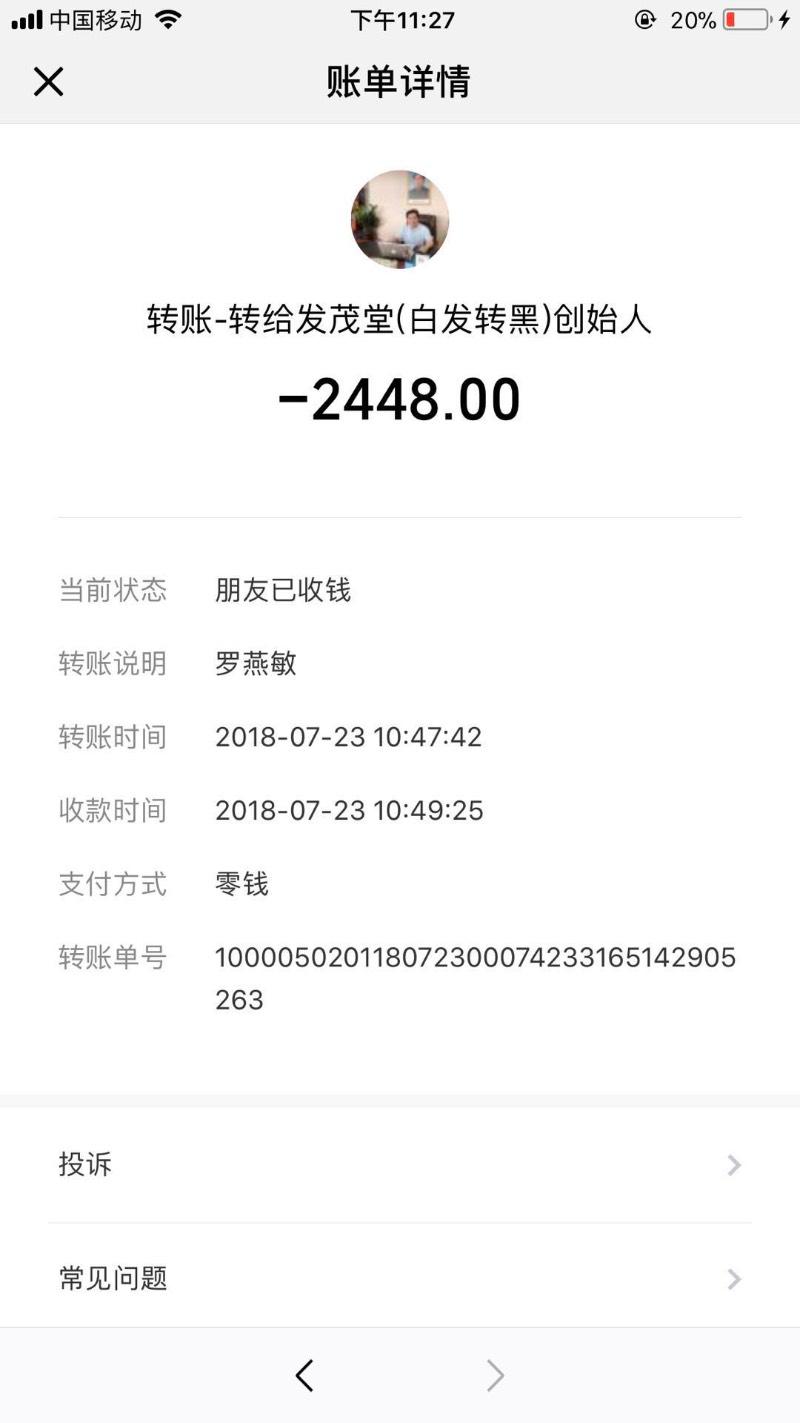 中国移动 下午11:27 20%
账单详情
转账-转给发茂堂(白发转黑)创始人
-2448.00
当前状态 朋友已收钱
转账说明 罗燕敏
转账时间 2018-07-23 10:47:42
收款时间 2018-07-23 10:49:25
支付方式 零钱
转账单号 1000050201180723000074233165142905
263
投诉
常见问题